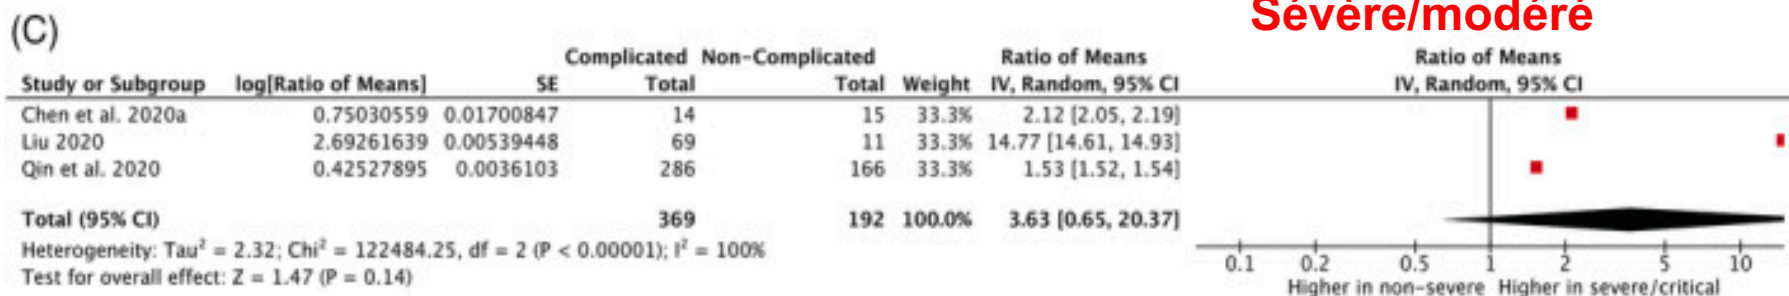 Sévère/modéré
(C)
Complicated Non-Complicated Ratio of Means Ratio of Means
Study or Subgroup log[Ratio of Means] SE Total Total Weight IV, Random, 95% CI IV, Random, 95% CI
Chen et al. 2020a 0.75030559 0.01700847 14 15 33.3% 2.12 [2.05, 2.19]
Liu 2020 2.69261639 0.00539448 69 11 33.3% 14.77 [14.61, 14.93]
Qin et al. 2020 0.42527895 0.0036103 286 166 33.3% 1.53 [1.52, 1.54]
Total (95% CI) 369 192 100.0% 3.63 [0.65, 20.37]
Heterogeneity: Tau² = 2.32; Chi² = 122484.25, df = 2 (P < 0.00001); I² = 100%
Test for overall effect: Z = 1.47 (P = 0.14)
0.1 0.2 0.5 1 2 5 10
Higher in non-severe Higher in severe/critical